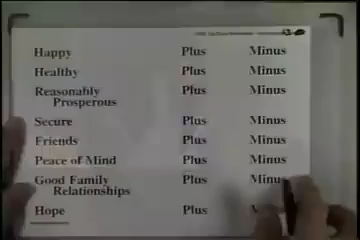 Happy Plus Minus
Healthy Plus Minus
Reasonably
Prosperous Plus Minus
Secure Plus Minus
Friends Plus Minus
Peace of Mind Plus Minus
Good Family
Relationships Plus Minus
Hope Plus